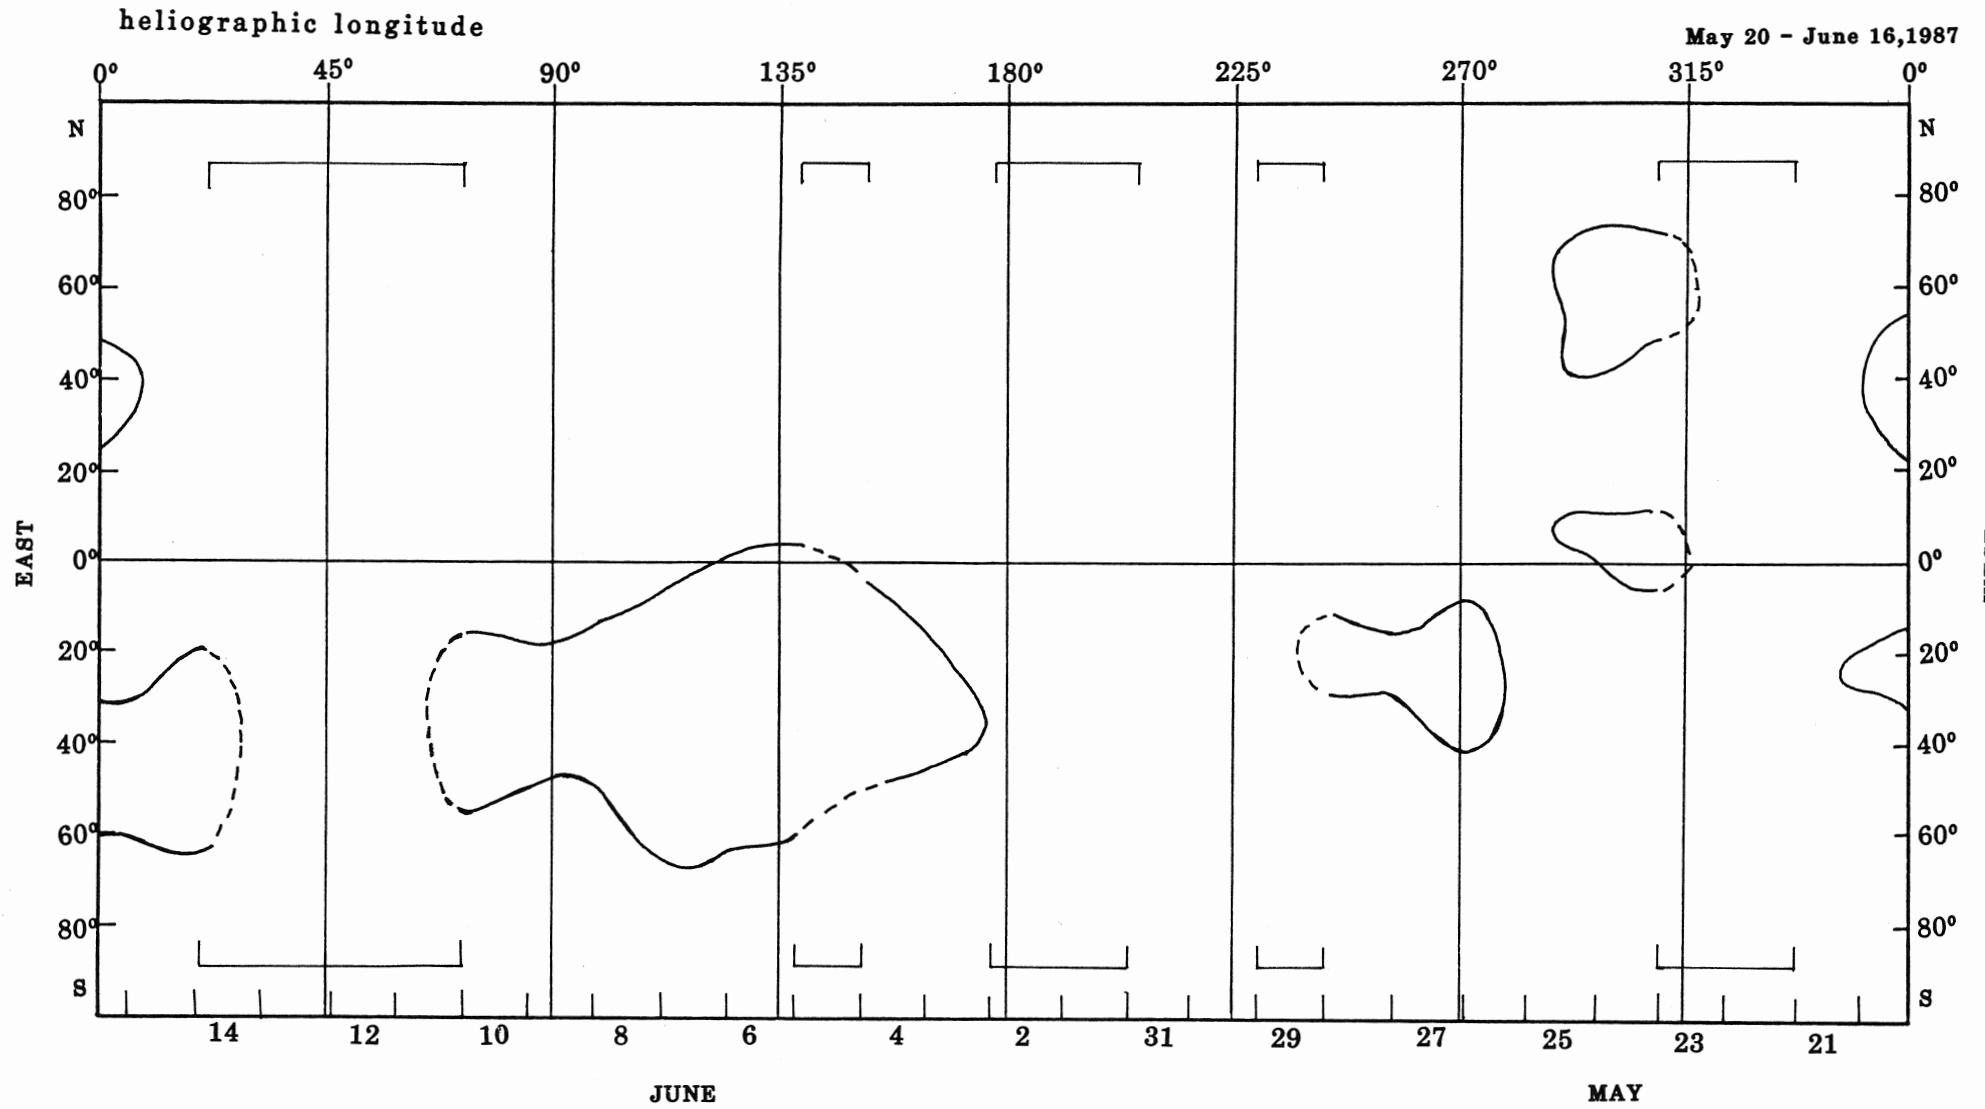 heliographic longitude
May 20 - June 16,1987
0° 45° 90° 135° 180° 225° 270° 315° 0°
N N
80° 80°
60° 60°
40° 40°
20° 20°
EAST
0° 0°
20° 20°
40° 40°
60° 60°
80° 80°
S S
14 12 10 8 6 4 2 31 29 27 25 23 21
JUNE MAY